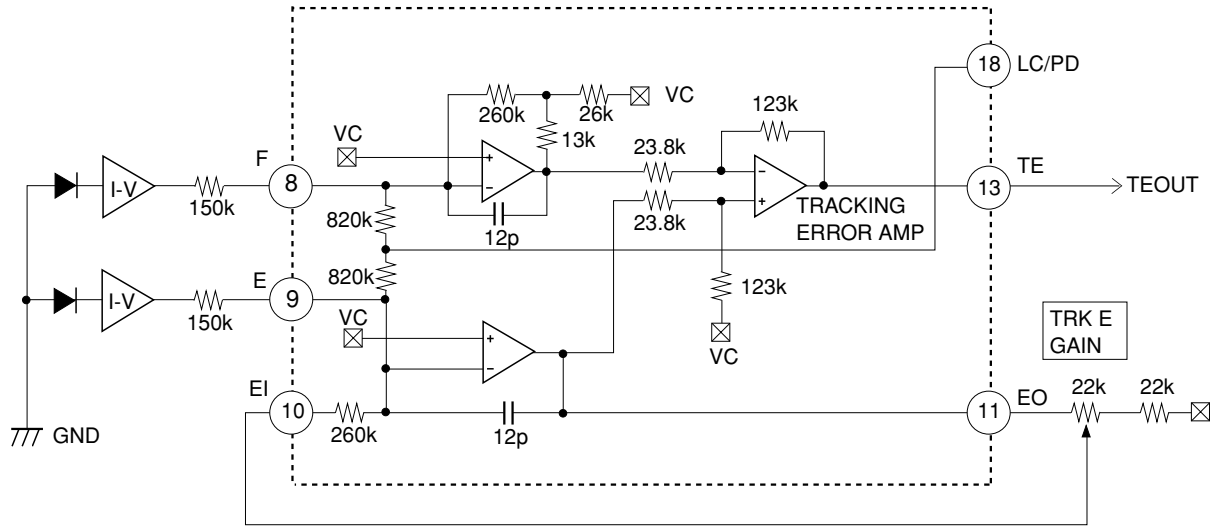 18 LC/PD
VC
260k
26k
13k
123k
VC
F
23.8k
8
I-V
150k
13
TE
TEOUT
820k
12p
23.8k
TRACKING
ERROR AMP
E
820k
9
I-V
150k
123k
VC
VC
TRK E
GAIN
EI
10
260k
12p
11
EO
22k
22k
GND